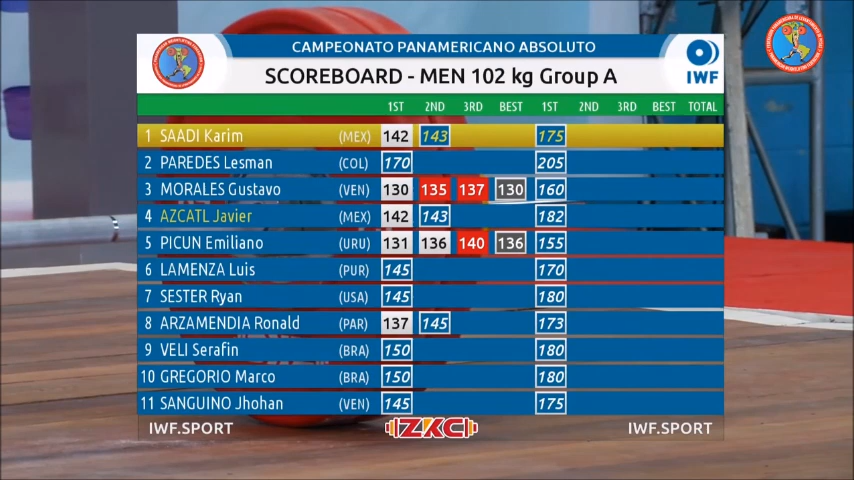 CAMPEONATO PANAMERICANO ABSOLUTO
SCOREBOARD - MEN 102 kg Group A
IWF
1ST 2ND 3RD BEST 1ST 2ND 3RD BEST TOTAL
1 SAADI Karim (MEX) 142 143 175
2 PAREDES Lesman (COL) 170 205
3 MORALES Gustavo (VEN) 130 135 137 130 160
4 AZCATL Javier (MEX) 142 143 182
5 PICUN Emiliano (URU) 131 136 140 136 155
6 LAMENZA Luis (PUR) 145 170
7 SESTER Ryan (USA) 145 180
8 ARZAMENDIA Ronald (PAR) 137 145 173
9 VELI Serafin (BRA) 150 180
10 GREGORIO Marco (BRA) 150 180
11 SANGUINO Jhohan (VEN) 145 175
IWF.SPORT ZKC IWF.SPORT